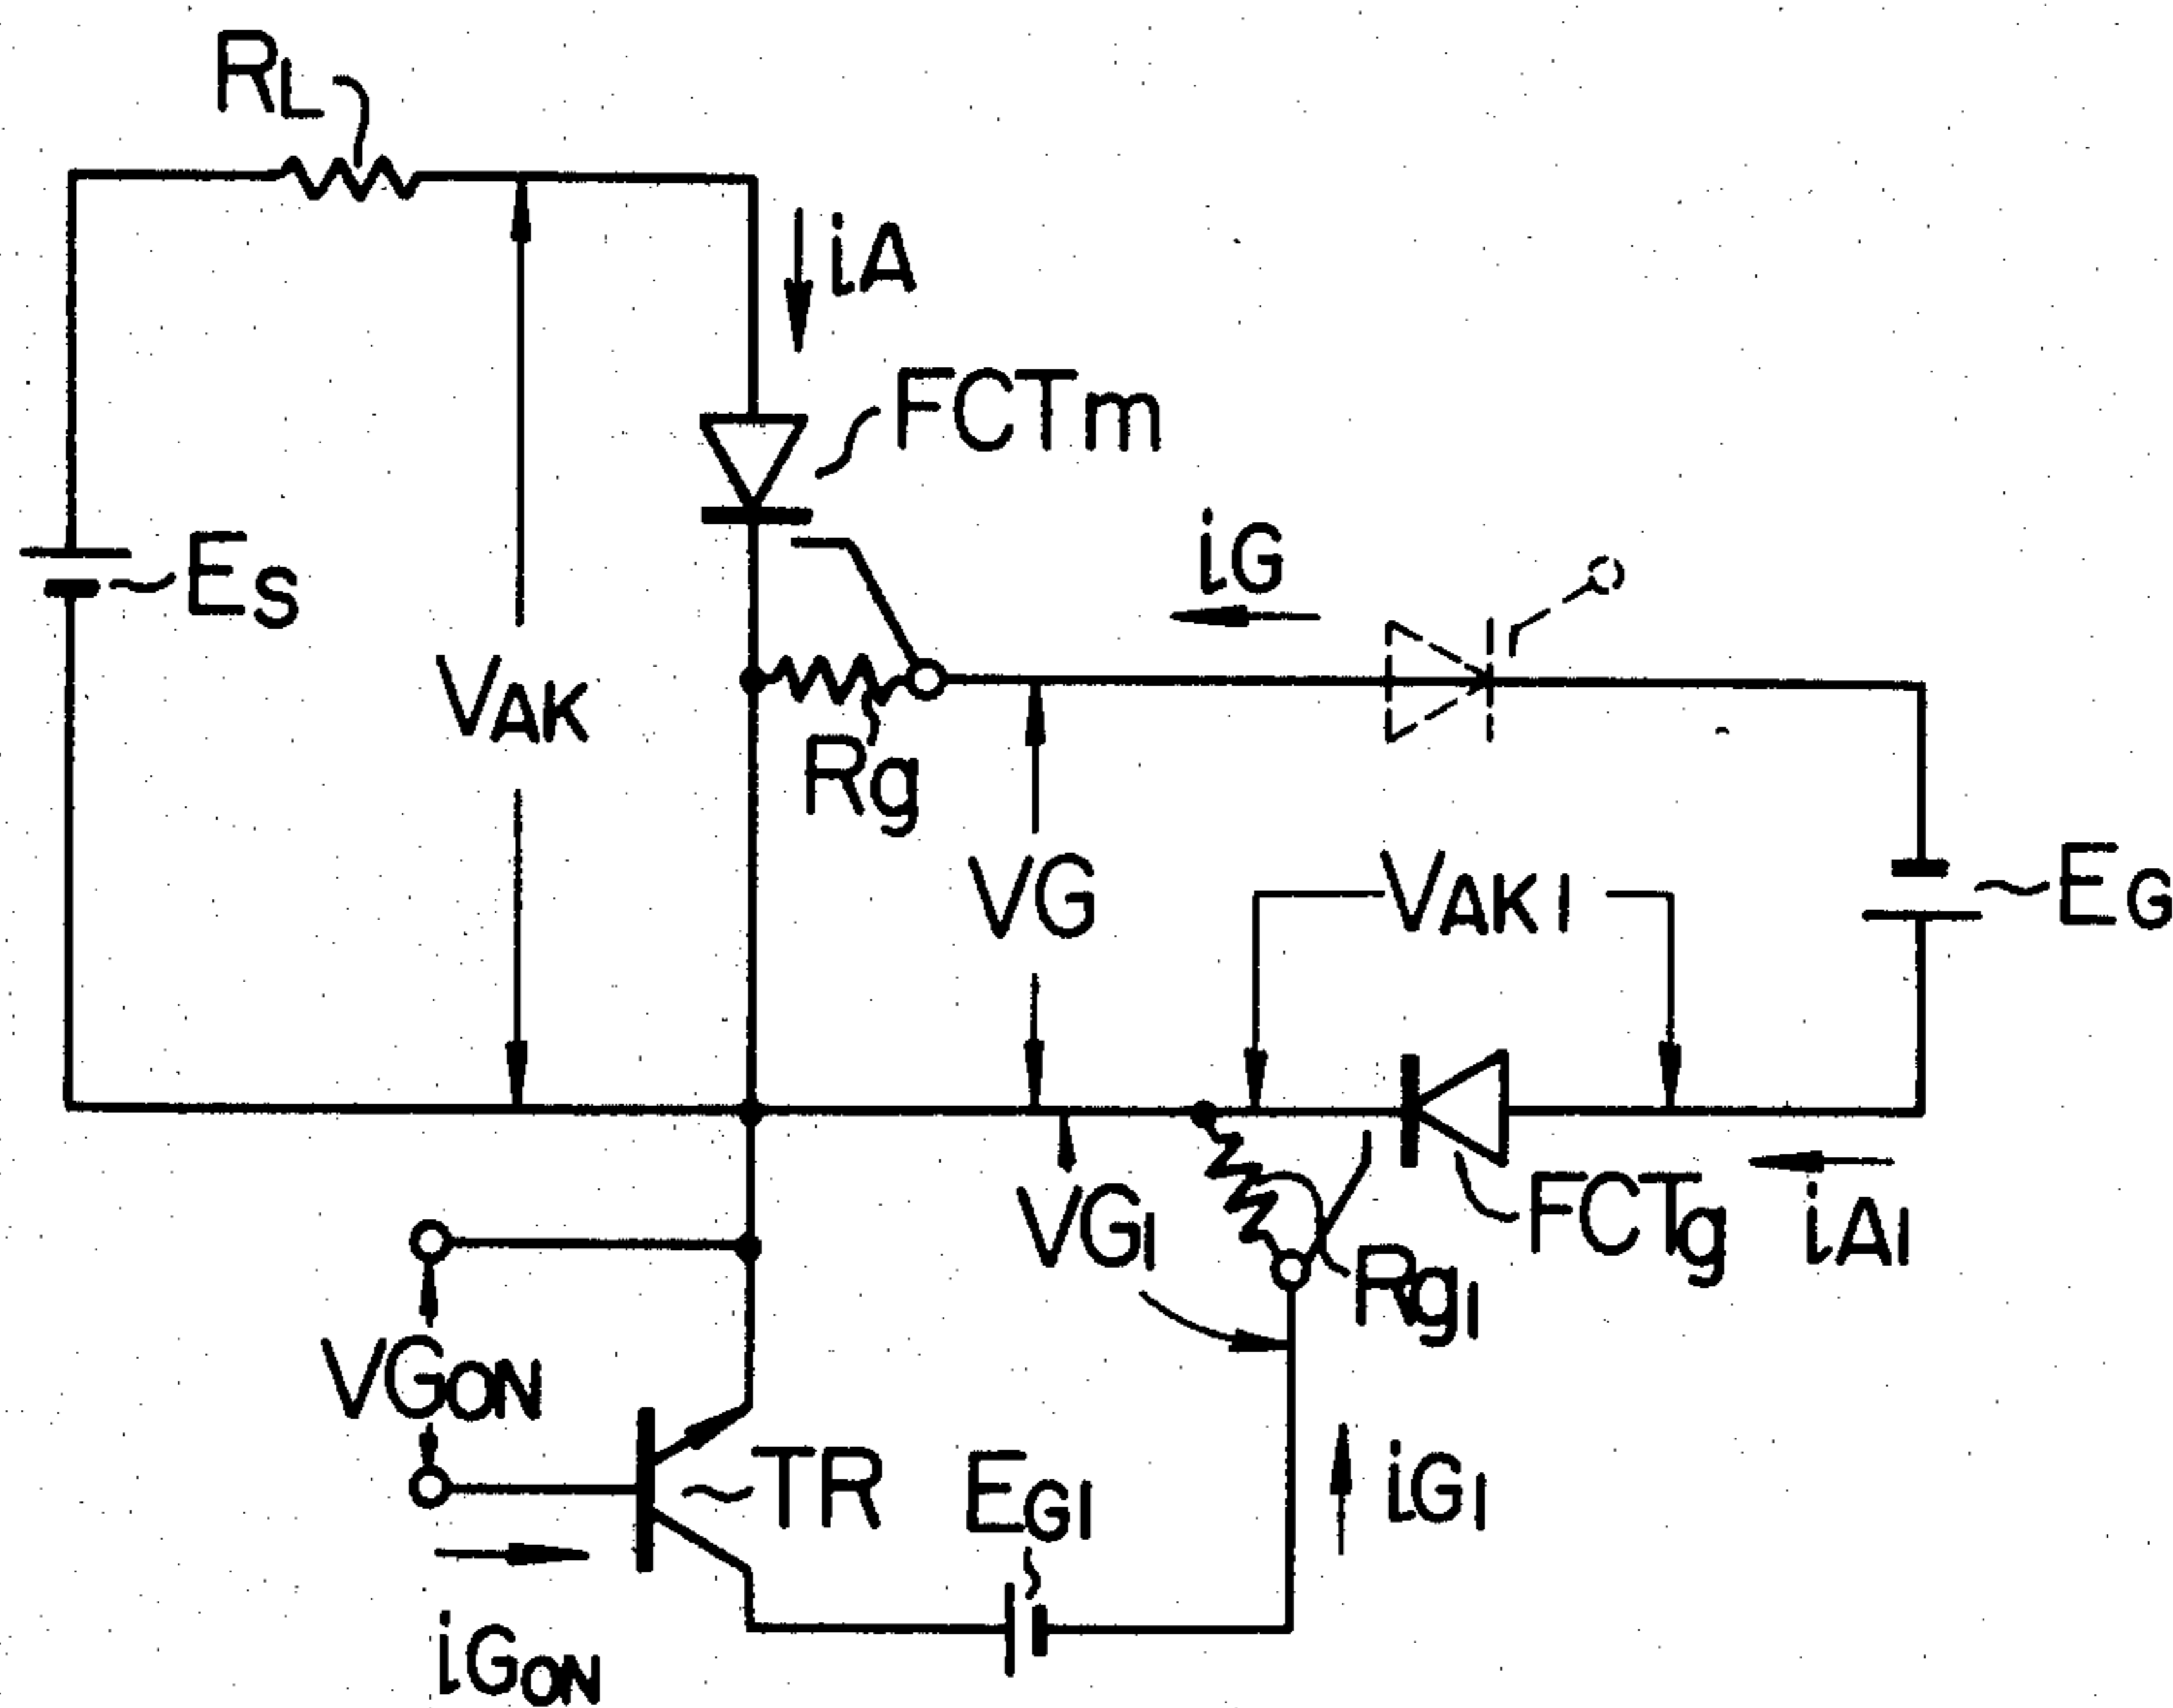 RL
iA
FCTm
ES
iG
VAK
Rg
VG
VAK1
EG
VG1
FCTg
iA1
Rg1
VGON
TR
EG1
iG1
iGON